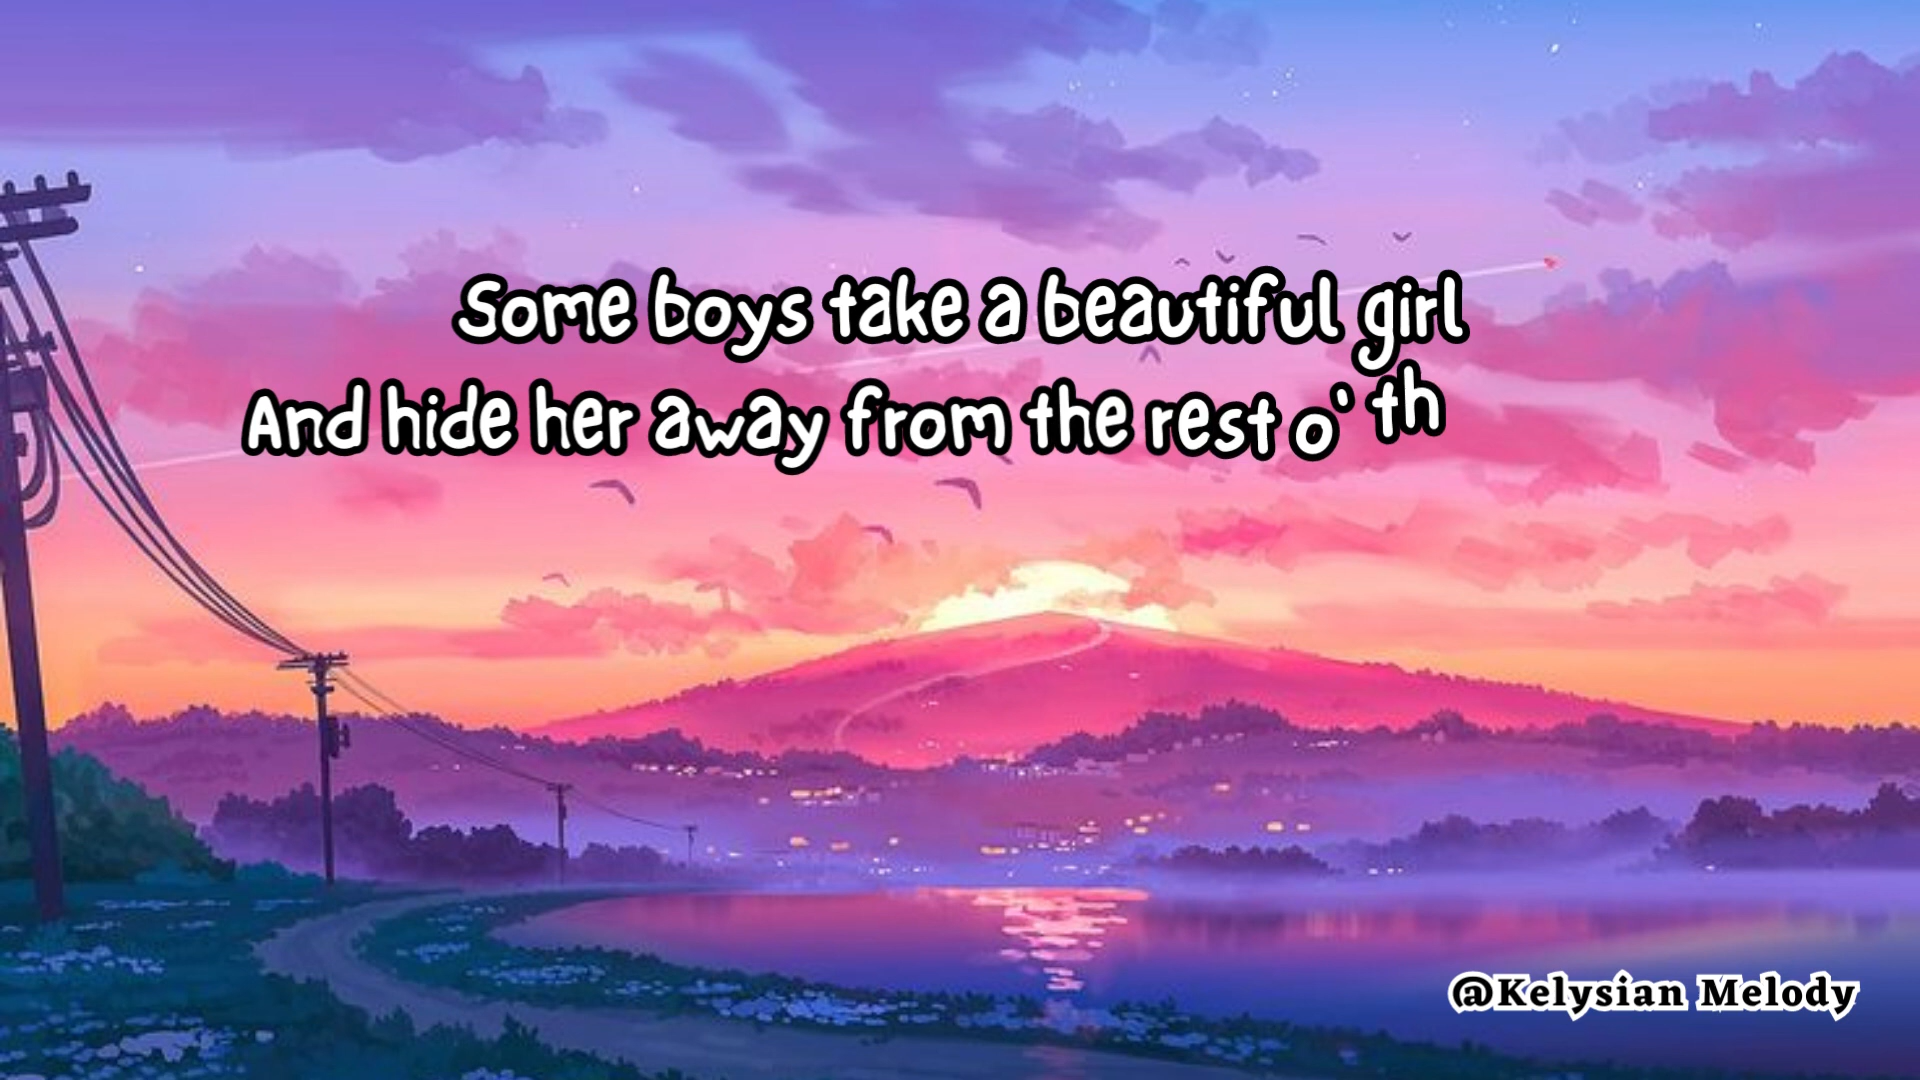 Some boys take a beautiful girl
And hide her away from the rest o' th
@Kelysian Melody